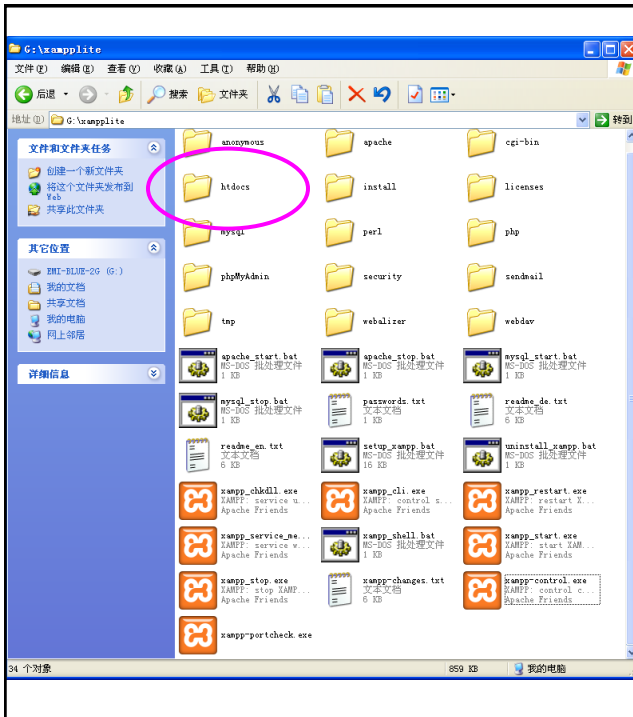 G:\xampplite
文件(F) 编辑(E) 查看(V) 收藏(A) 工具(T) 帮助(H)
后退 搜索 文件夹
地址(D) G:\xampplite 转到
文件和文件夹任务
创建一个新文件夹
将这个文件夹发布到
Web
共享此文件夹
其它位置
EMI-BLUE-2G (G:)
我的文档
共享文档
我的电脑
网上邻居
详细信息
anonymous apache cgi-bin
htdocs install licenses
mysql perl php
phpMyAdmin security sendmail
tmp webalizer webdav
apache_start.bat apache_stop.bat mysql_start.bat
MS-DOS 批处理文件 MS-DOS 批处理文件 MS-DOS 批处理文件
1 KB 1 KB 1 KB
mysql_stop.bat passwords.txt readme_de.txt
MS-DOS 批处理文件 文本文档 文本文档
1 KB 1 KB 6 KB
readme_en.txt setup_xampp.bat uninstall_xampp.bat
文本文档 MS-DOS 批处理文件 MS-DOS 批处理文件
6 KB 16 KB 1 KB
xampp_chkdll.exe xampp_cli.exe xampp_restart.exe
XAMPP: service u... XAMPP: control s... XAMPP: restart X...
Apache Friends Apache Friends Apache Friends
xampp_service_me... xampp_shell.bat xampp_start.exe
XAMPP: service w... MS-DOS 批处理文件 XAMPP: start XAM...
Apache Friends 1 KB Apache Friends
xampp_stop.exe xampp-changes.txt xampp-control.exe
XAMPP: stop XAMP... 文本文档 XAMPP: control c...
Apache Friends 6 KB Apache Friends
xampp-portcheck.exe
34 个对象 859 KB 我的电脑